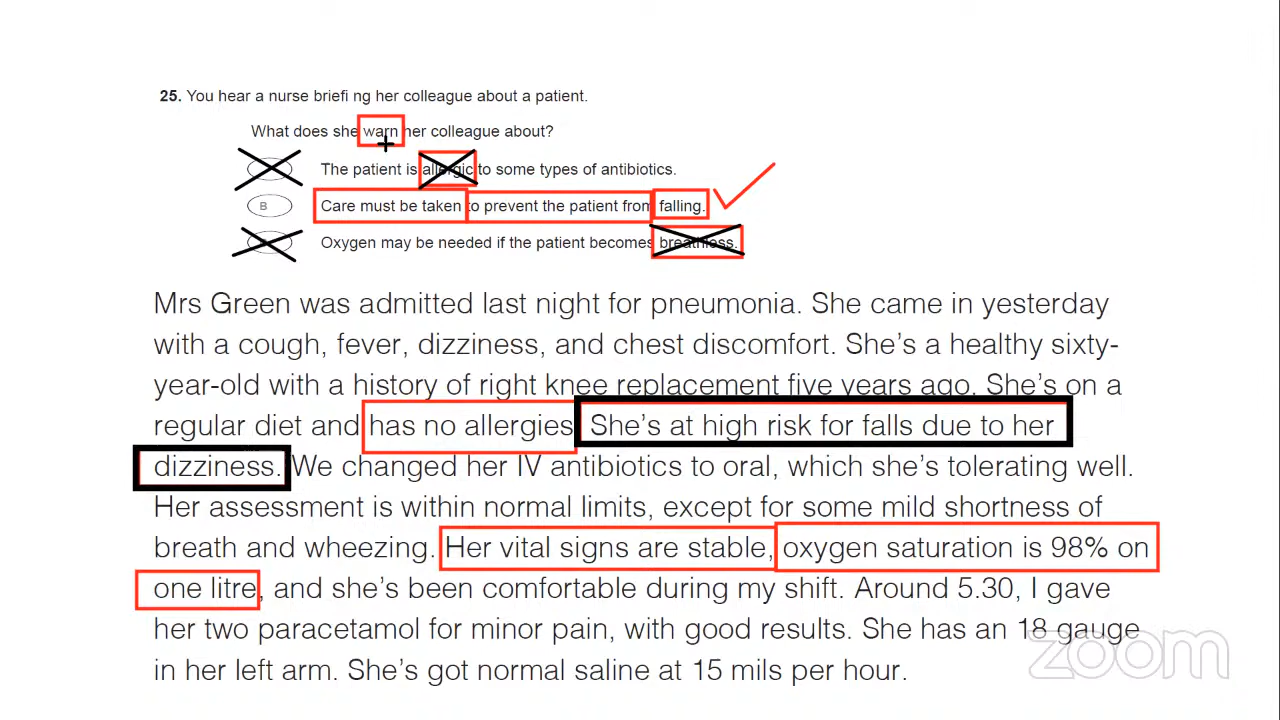 25. You hear a nurse briefi ng her colleague about a patient.
What does she warn her colleague about?
The patient is allergic to some types of antibiotics.
B Care must be taken to prevent the patient from falling.
Oxygen may be needed if the patient becomes breathless.
Mrs Green was admitted last night for pneumonia. She came in yesterday
with a cough, fever, dizziness, and chest discomfort. She's a healthy sixty-
year-old with a history of right knee replacement five years ago. She's on a
regular diet and has no allergies. She's at high risk for falls due to her
dizziness. We changed her IV antibiotics to oral, which she's tolerating well.
Her assessment is within normal limits, except for some mild shortness of
breath and wheezing. Her vital signs are stable, oxygen saturation is 98% on
one litre, and she's been comfortable during my shift. Around 5.30, I gave
her two paracetamol for minor pain, with good results. She has an 18 gauge
in her left arm. She's got normal saline at 15 mils per hour.
zoom